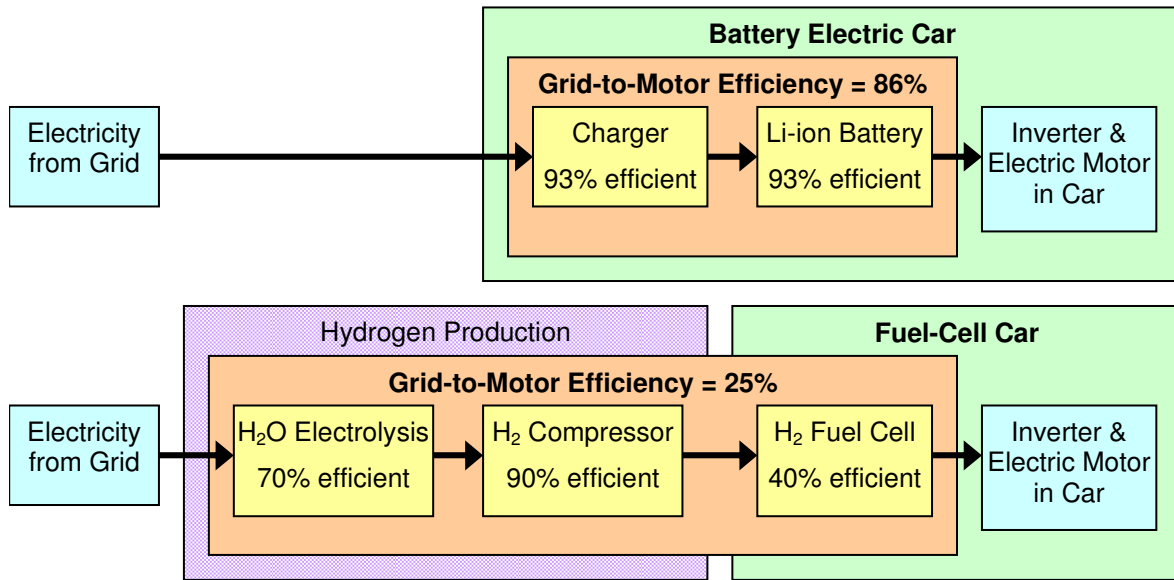 Battery Electric Car
Grid-to-Motor Efficiency = 86%
Electricity
from Grid
Charger
93% efficient
Li-ion Battery
93% efficient
Inverter &
Electric Motor
in Car
Hydrogen Production
Fuel-Cell Car
Grid-to-Motor Efficiency = 25%
Electricity
from Grid
H₂O Electrolysis
70% efficient
H₂ Compressor
90% efficient
H₂ Fuel Cell
40% efficient
Inverter &
Electric Motor
in Car